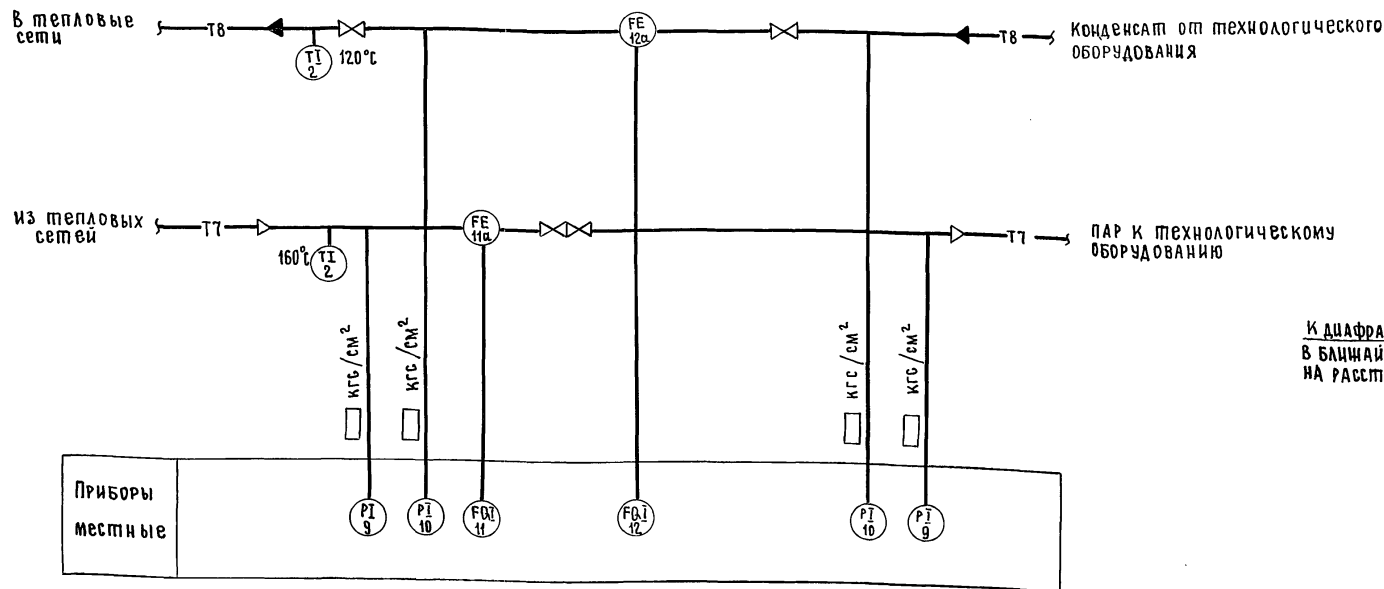 В тепловые
сети
Т8
TI
2
120°С
FE
12а
Т8
Конденсат от технологического
оборудования
из тепловых
сетей
Т7
160°С
TI
2
FE
11а
Т7
Пар к технологическому
оборудованию
кгс/см²
кгс/см²
кгс/см²
кгс/см²
К диафра
В ближай
на расст
Приборы
местные
PI
9
PI
10
FQI
11
FQI
12
PI
10
PI
9